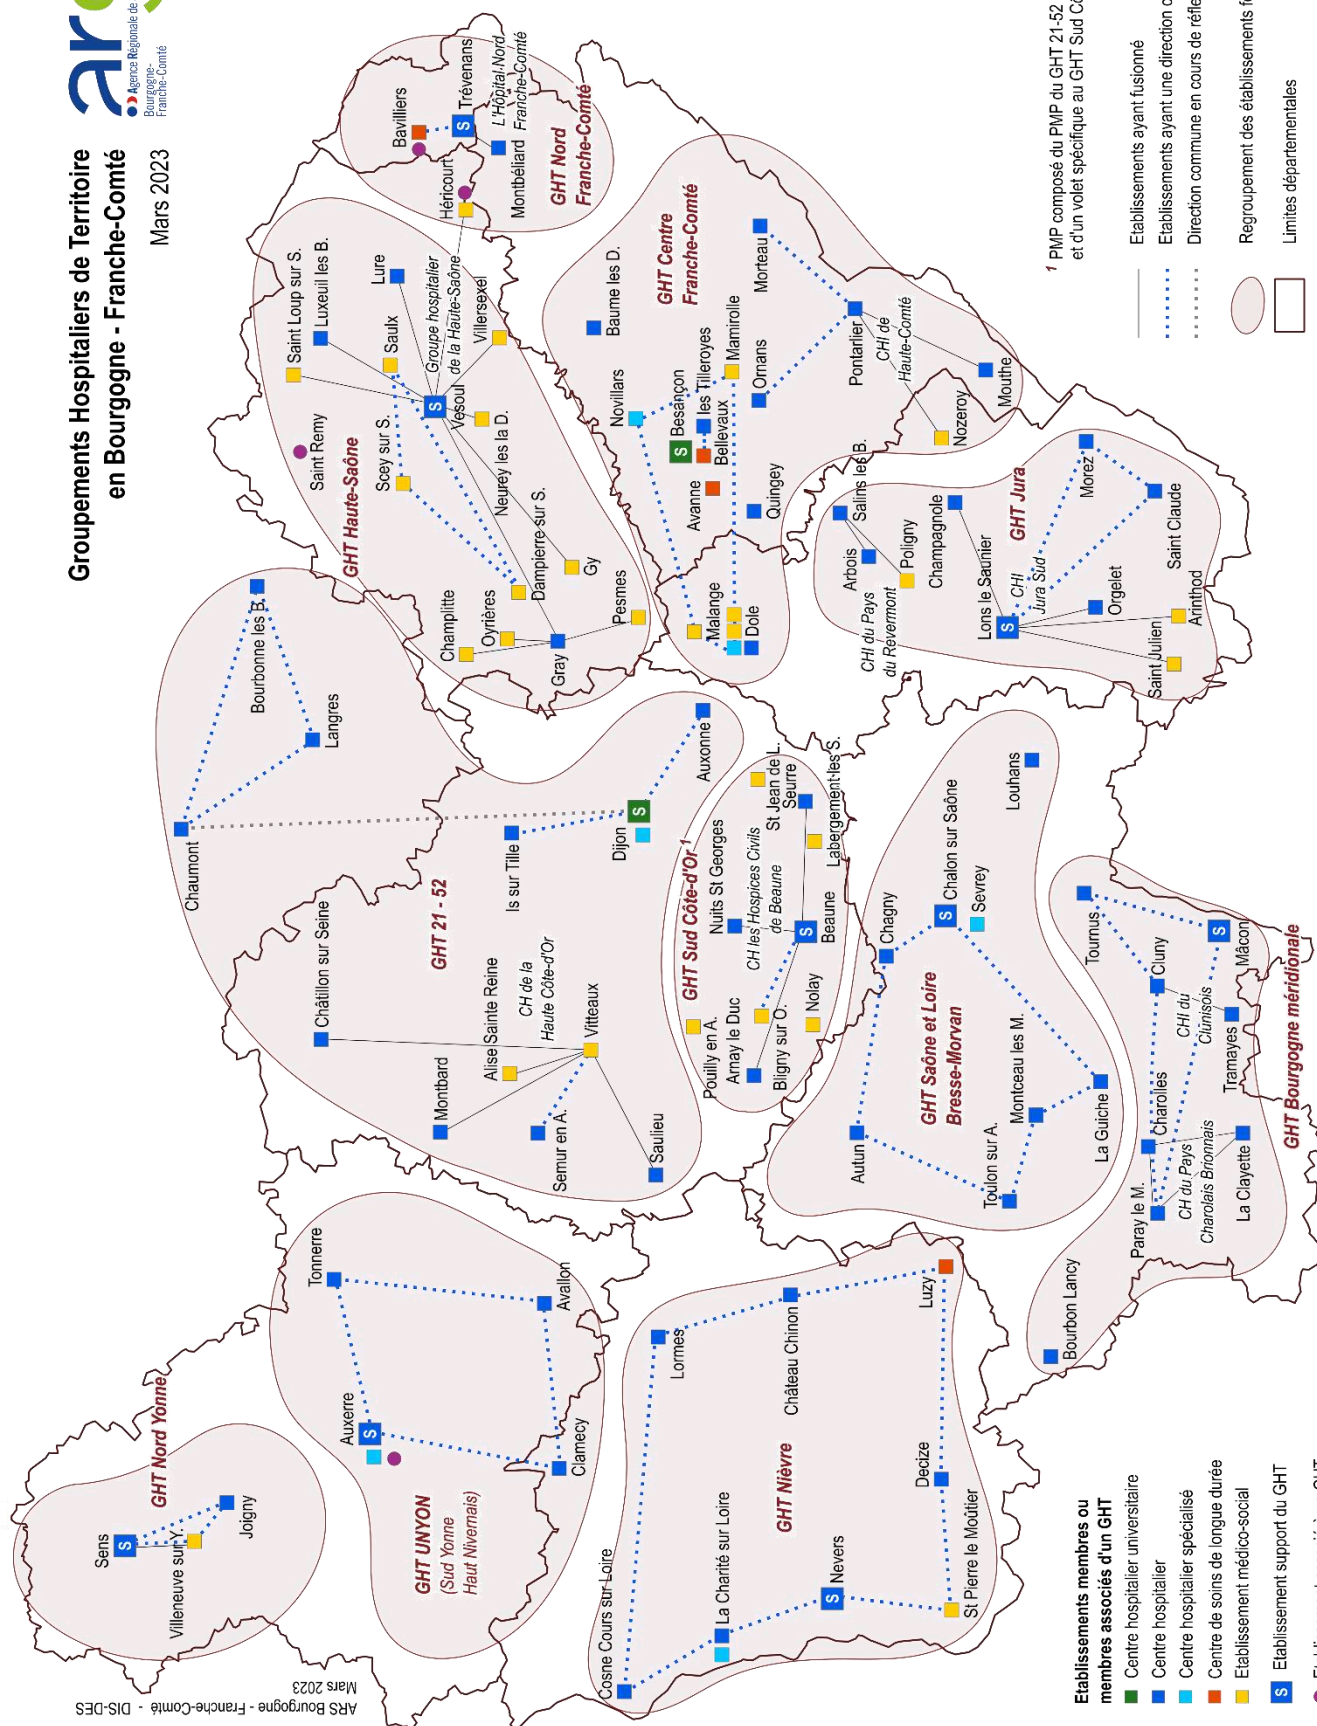 Groupements Hospitaliers de Territoire
en Bourgogne - Franche-Comté
Mars 2023
ars
Agence Régionale de
Bourgogne-
Franche-Comté
GHT Nord Yonne
Sens
Villeneuve sur Y.
Joigny
GHT UNYON
(Sud Yonne
Haut Nivernais)
Auxerre
Tonnerre
Avallon
Clamecy
GHT Nièvre
Cosne Cours sur Loire
La Charité sur Loire
Nevers
St Pierre le Moûtier
Decize
Luzy
Château Chinon
Lormes
GHT 21 - 52
Chaumont
Bourbonne les B.
Langres
Châtillon sur Seine
Montbard
Alise Sainte Reine
CH de la
Haute Côte-d'Or
Vitteaux
Semur en A.
Saulieu
Is sur Tille
Dijon
Auxonne
GHT Sud Côte-d'Or 1
Pouilly en A.
Arnay le Duc
Bligny sur O.
Nolay
Nuits St Georges
CH les Hospices Civils
de Beaune
Beaune
St Jean de L.
Seurre
Labergement les S.
GHT Saône et Loire
Bresse-Morvan
Autun
Chagny
Chalon sur Saône
Sevrey
Louhans
Toulon sur A.
Montceau les M.
La Guiche
GHT Bourgogne méridionale
Tournus
Cluny
Mâcon
CHI du
Clunisois
Tramayes
Charolles
Paray le M.
CH du Pays
Charolais Brionnais
La Clayette
Bourbon Lancy
GHT Haute-Saône
Saint Loup sur S.
Luxeuil les B.
Lure
Saint Remy
Saulx
Scey sur S.
Groupe hospitalier
de la Haute-Saône
Vesoul
Villersexel
Neurey les la D.
Dampierre sur S.
Gy
Champlitte
Oyrières
Gray
Pesmes
GHT Nord
Franche-Comté
Bavilliers
Trévenans
L'Hôpital Nord
Franche-Comté
Héricourt
Montbéliard
GHT Centre
Franche-Comté
Baume les D.
Novillars
Besançon
les Tilleroyes
Bellevaux
Avanne
Mamirolle
Morteau
Ornans
Quingey
Pontarlier
CHI de
Haute-Comté
Mouthe
Nozeroy
Malange
Dole
GHT Jura
Salins les B.
Arbois
Poligny
CHI du Pays
du Revermont
Champagnole
Lons le Saunier
CHI
Jura Sud
Morez
Saint Claude
Orgelet
Arinthod
Saint Julien
1 PMP composé du PMP du GHT 21-52
et d'un volet spécifique au GHT Sud Cô
Etablissements ayant fusionné
Etablissements ayant une direction c
Direction commune en cours de réfle
Regroupement des établissements fo
Limites départementales
Etablissements membres ou
membres associés d'un GHT
Centre hospitalier universitaire
Centre hospitalier
Centre hospitalier spécialisé
Centre de soins de longue durée
Etablissement médico-social
S Etablissement support du GHT
ARS Bourgogne - Franche-Comté - DIS-DES
Mars 2023